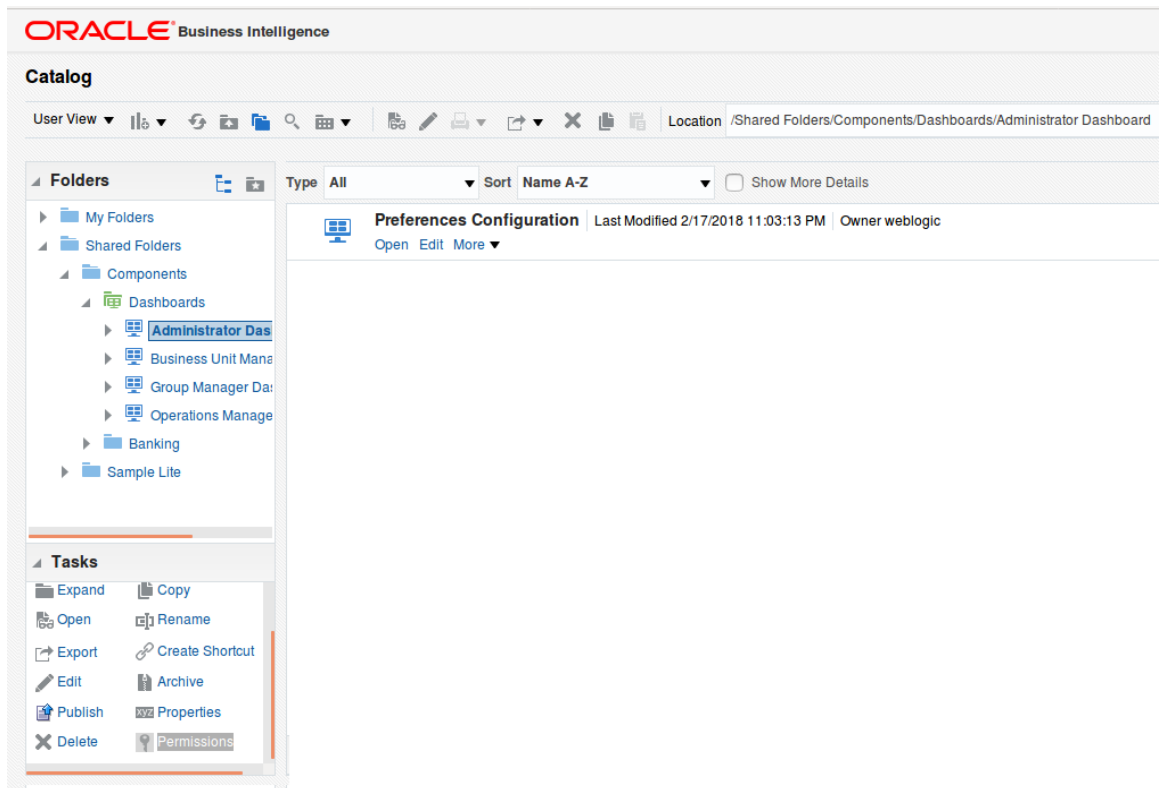 ORACLE® Business Intelligence
Catalog
User View Location /Shared Folders/Components/Dashboards/Administrator Dashboard
Folders
Type All Sort Name A-Z Show More Details
My Folders
Shared Folders
Components
Dashboards
Administrator Das
Business Unit Mana
Group Manager Da
Operations Manage
Banking
Sample Lite
Preferences Configuration Last Modified 2/17/2018 11:03:13 PM Owner weblogic
Open Edit More
Tasks
Expand Copy
Open Rename
Export Create Shortcut
Edit Archive
Publish xyz Properties
Delete Permissions